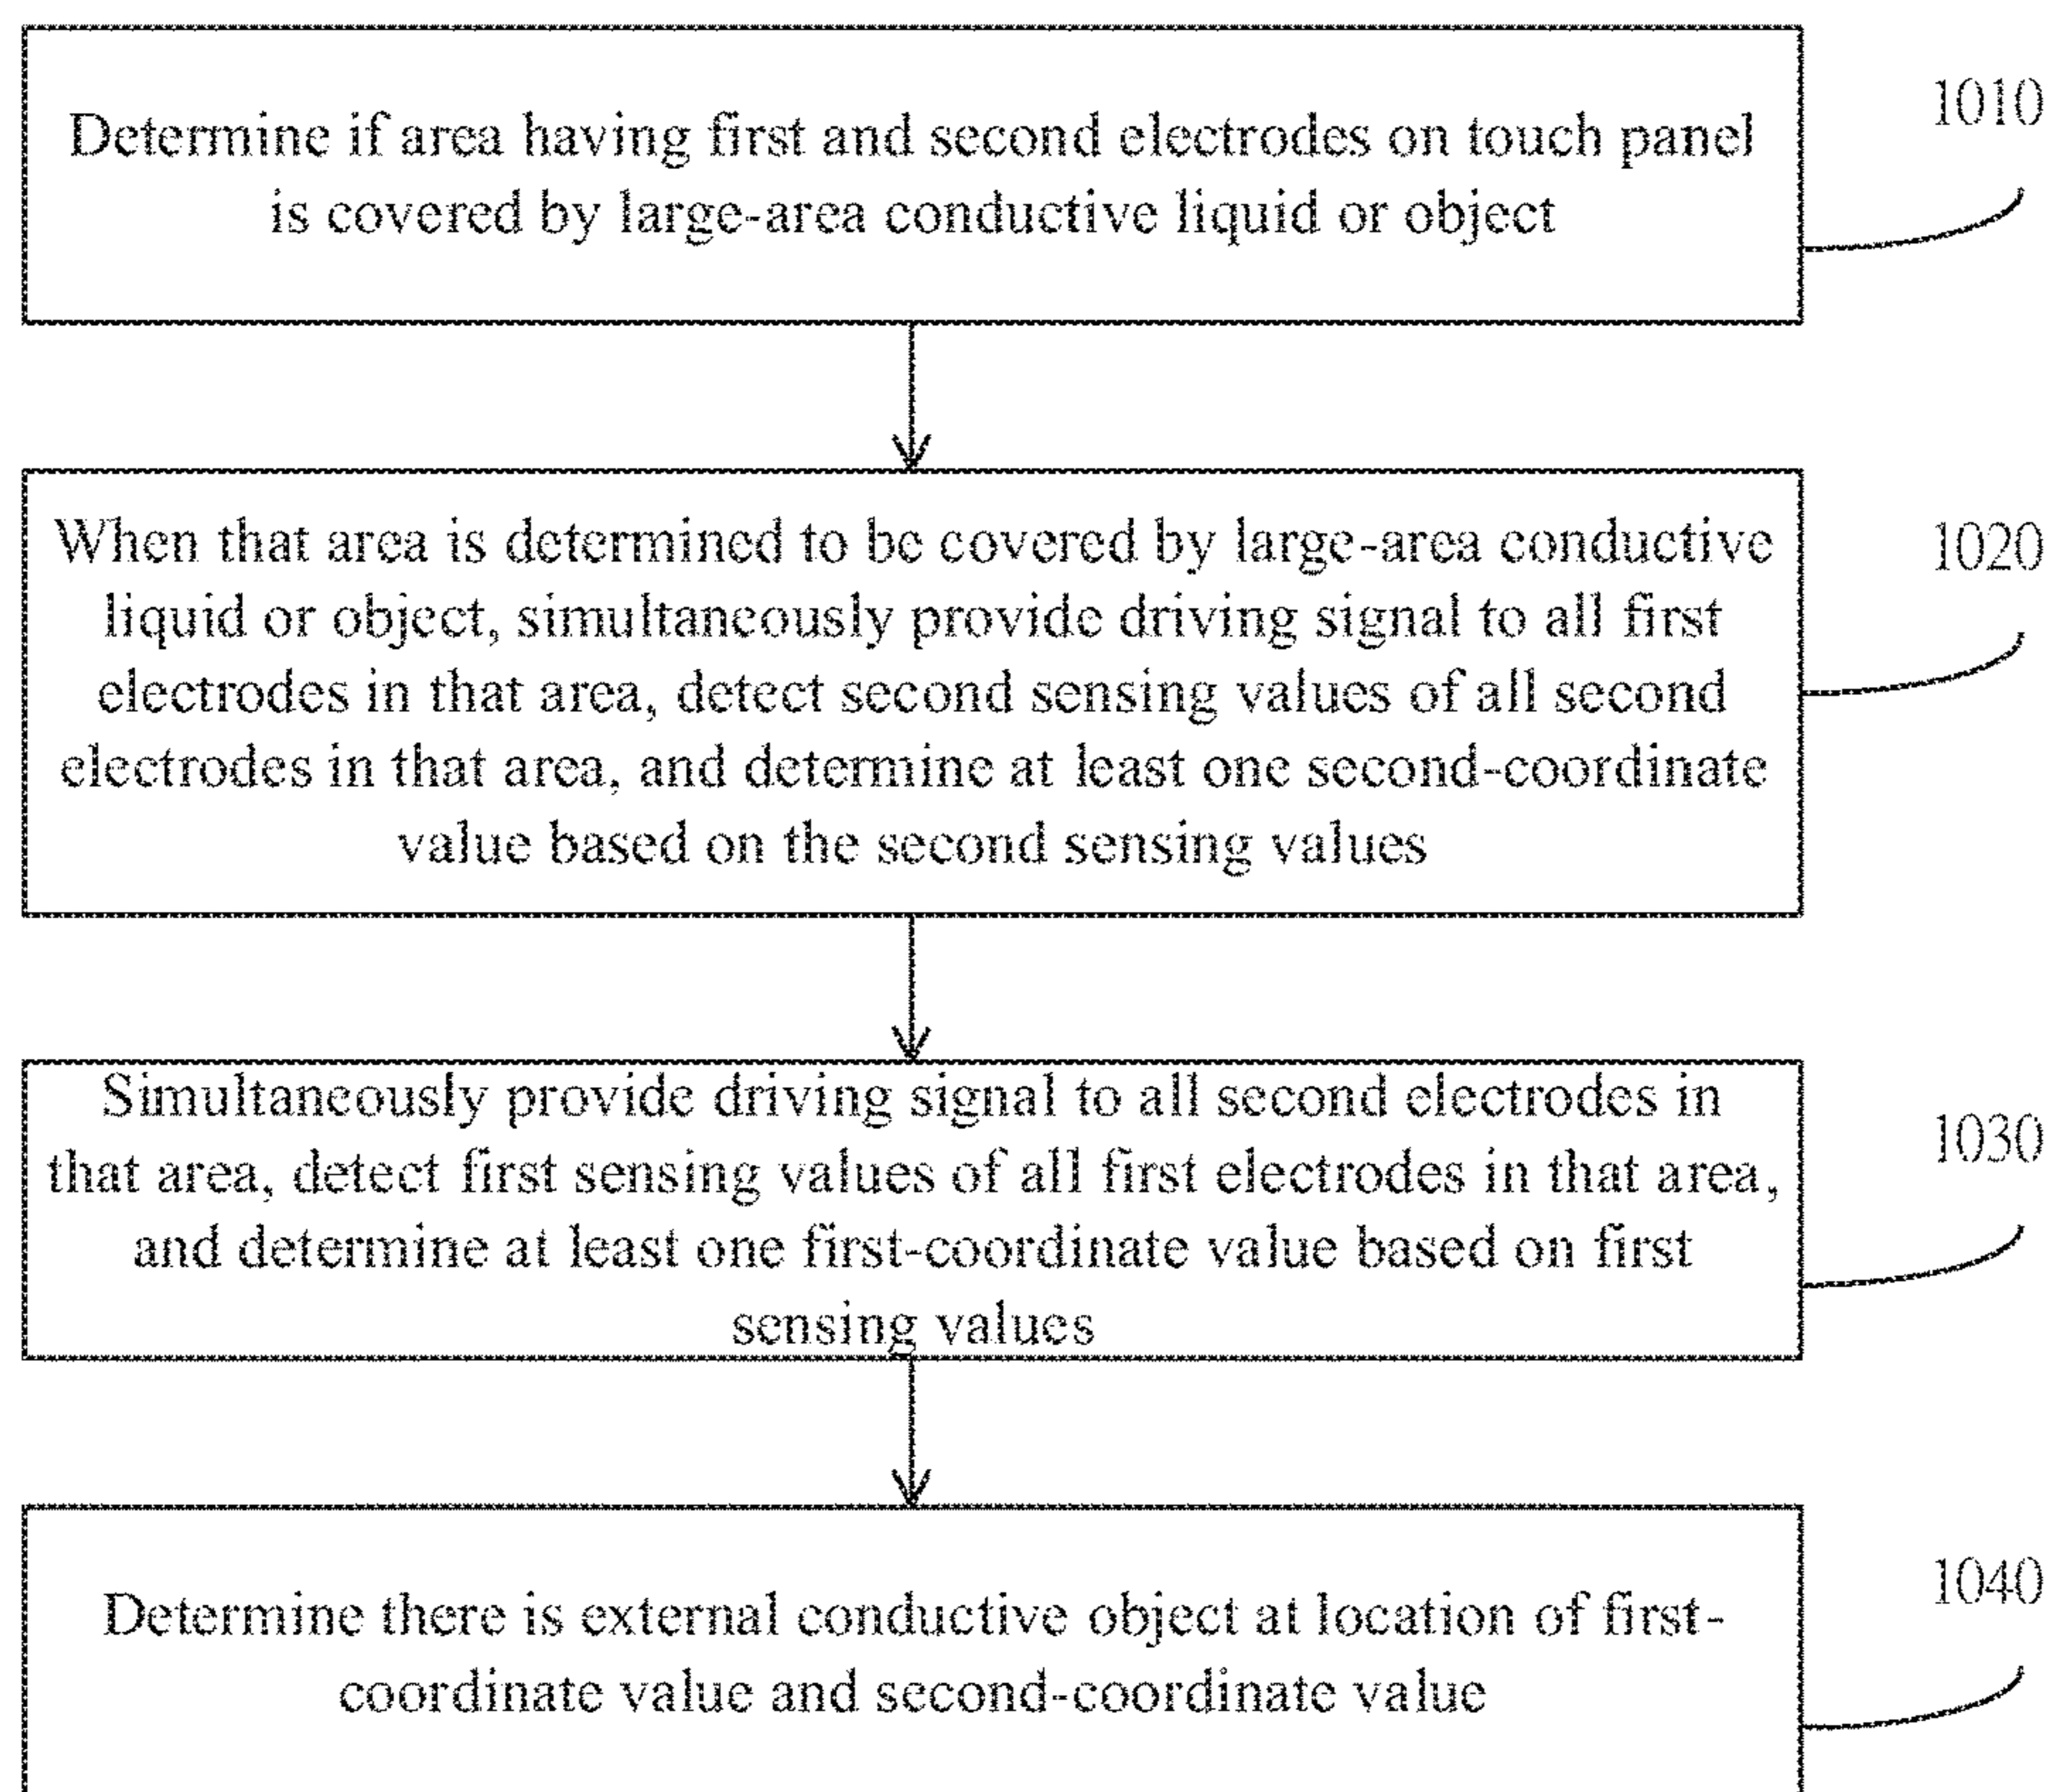 Determine if area having first and second electrodes on touch panel
is covered by large-area conductive liquid or object
1010
When that area is determined to be covered by large-area conductive
liquid or object, simultaneously provide driving signal to all first
electrodes in that area, detect second sensing values of all second
electrodes in that area, and determine at least one second-coordinate
value based on the second sensing values
1020
Simultaneously provide driving signal to all second electrodes in
that area, detect first sensing values of all first electrodes in that area,
and determine at least one first-coordinate value based on first
sensing values
1030
Determine there is external conductive object at location of first-
coordinate value and second-coordinate value
1040